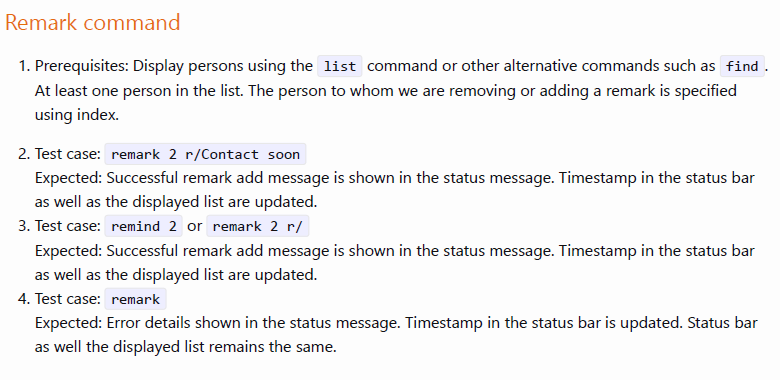 Remark command
1. Prerequisites: Display persons using the list command or other alternative commands such as find.
At least one person in the list. The person to whom we are removing or adding a remark is specified
using index.
2. Test case: remark 2 r/Contact soon
Expected: Successful remark add message is shown in the status message. Timestamp in the status bar
as well as the displayed list are updated.
3. Test case: remind 2 or remark 2 r/
Expected: Successful remark add message is shown in the status message. Timestamp in the status bar
as well as the displayed list are updated.
4. Test case: remark
Expected: Error details shown in the status message. Timestamp in the status bar is updated. Status bar
as well the displayed list remains the same.